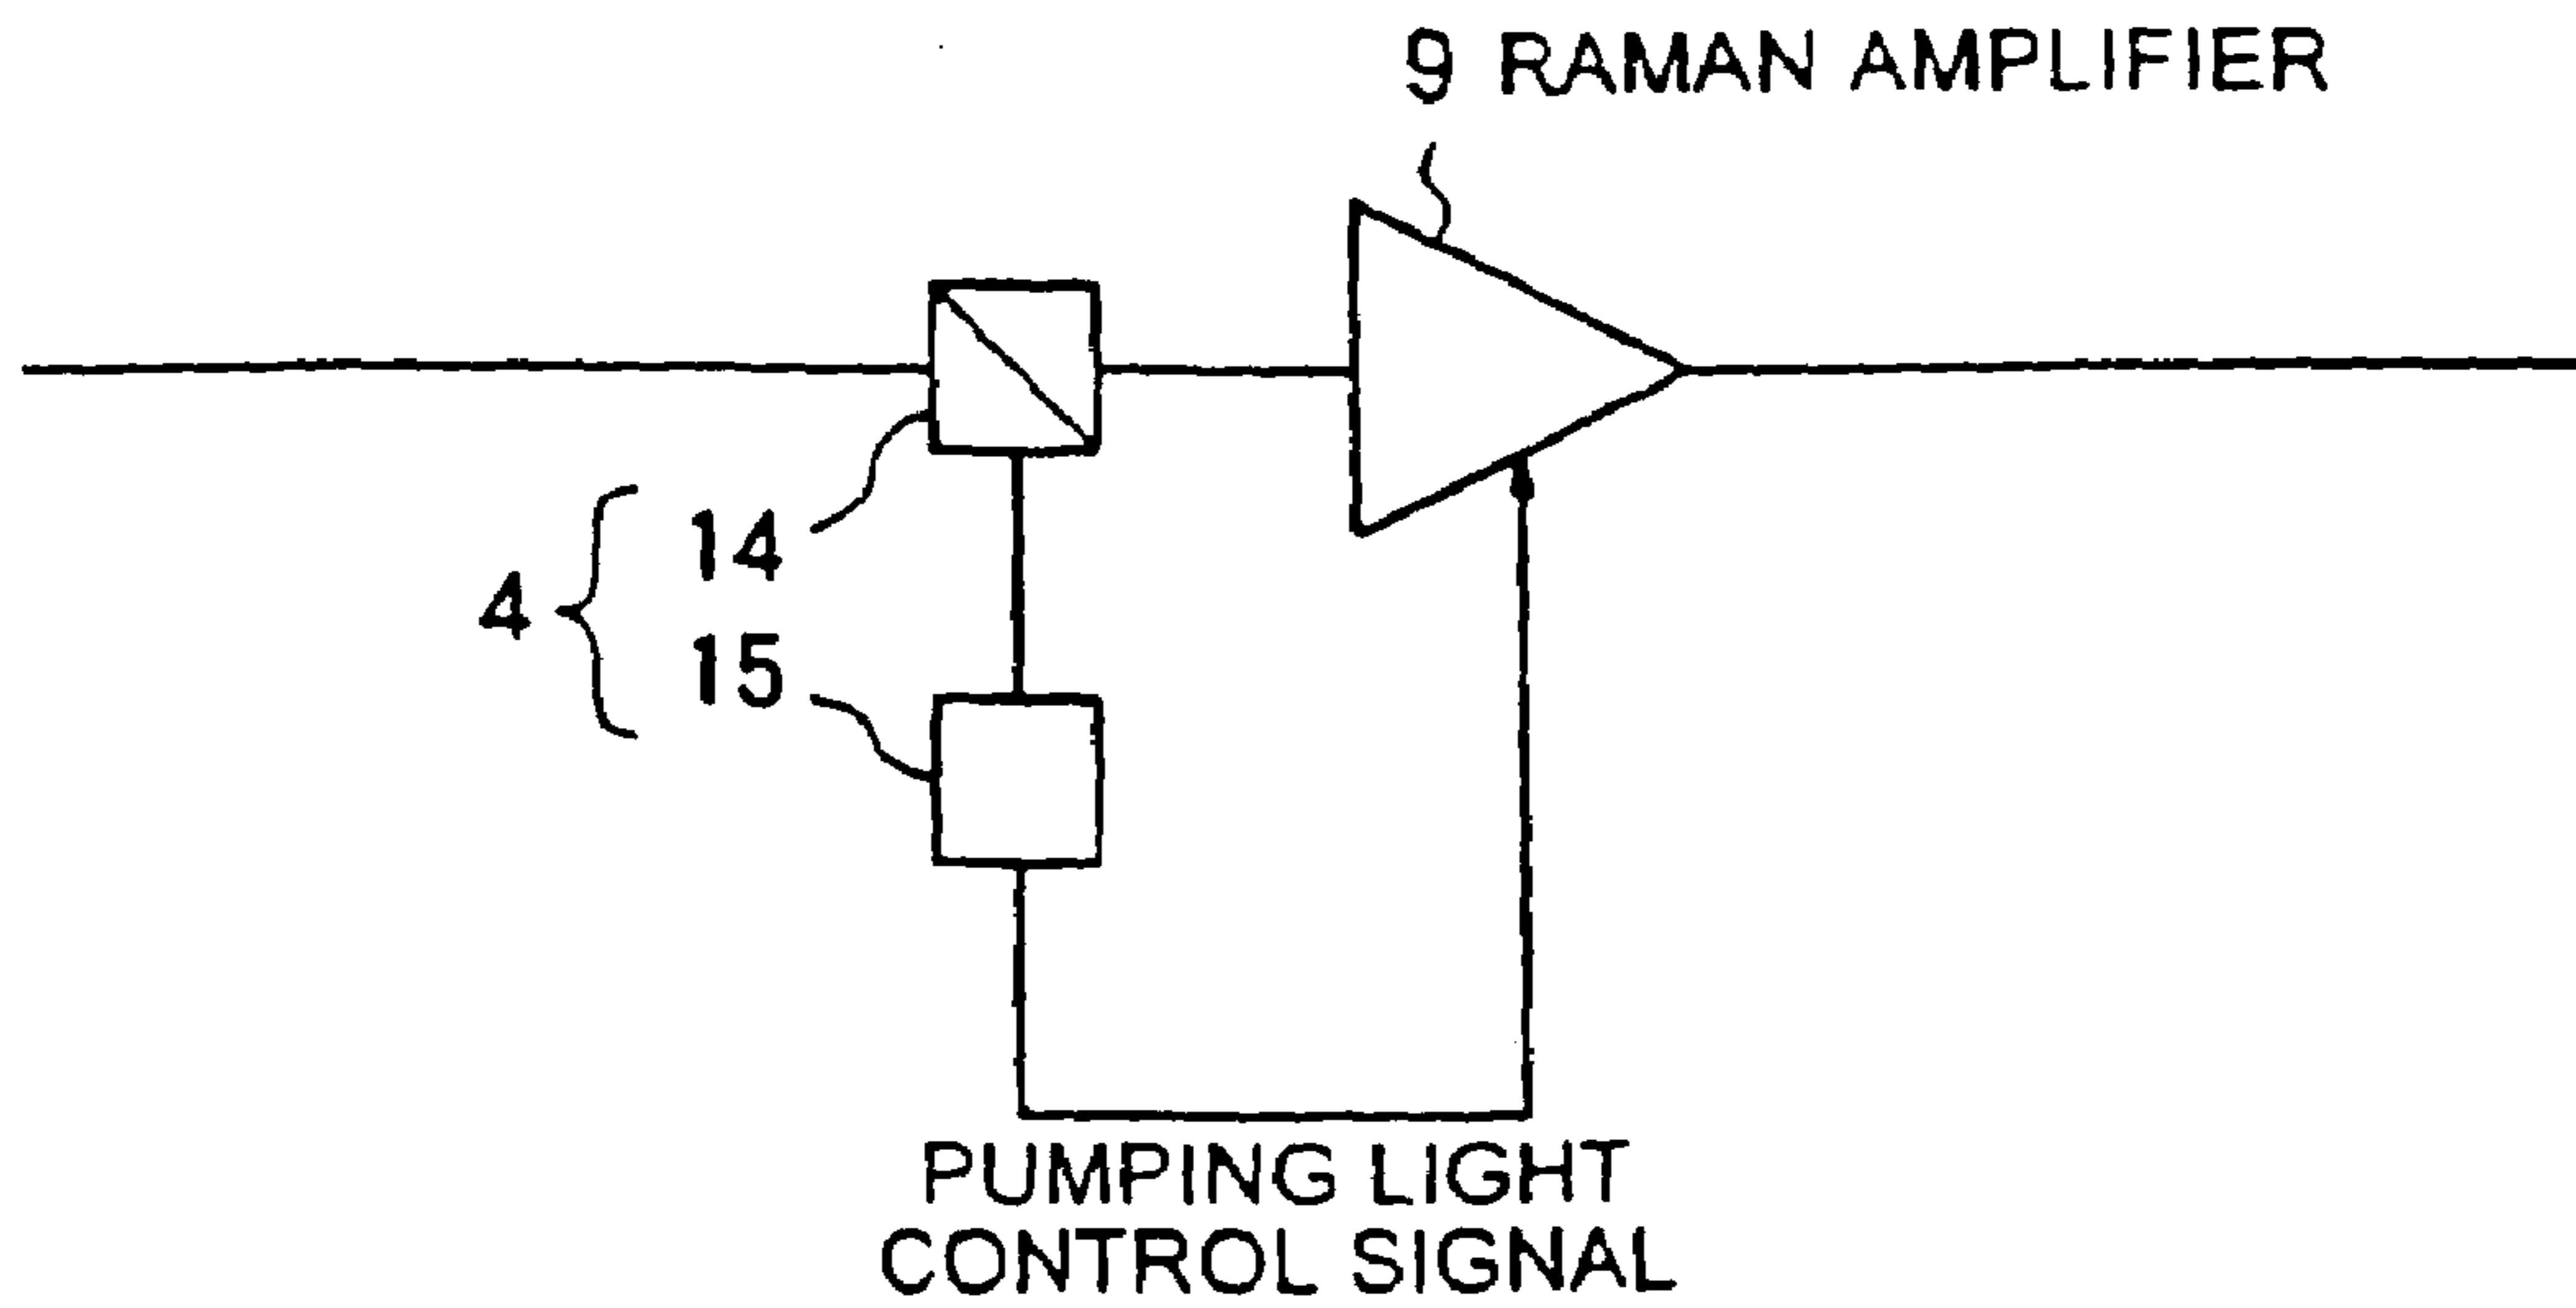 9 RAMAN AMPLIFIER
14
4
15
PUMPING LIGHT
CONTROL SIGNAL